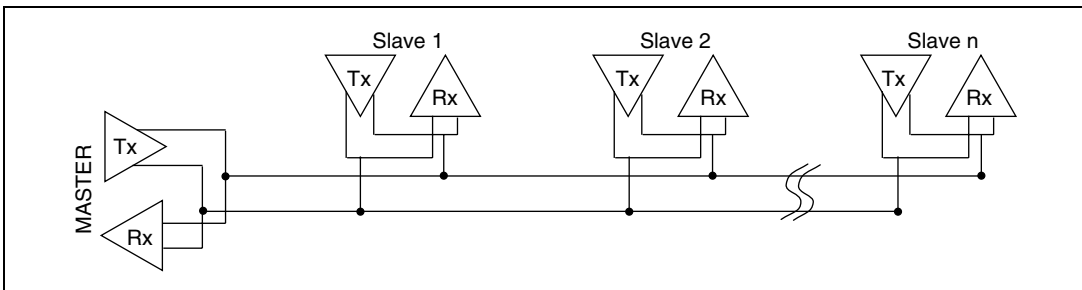 Slave 1
Slave 2
Slave n
Tx
Rx
Tx
Rx
Tx
Rx
MASTER
Tx
Rx